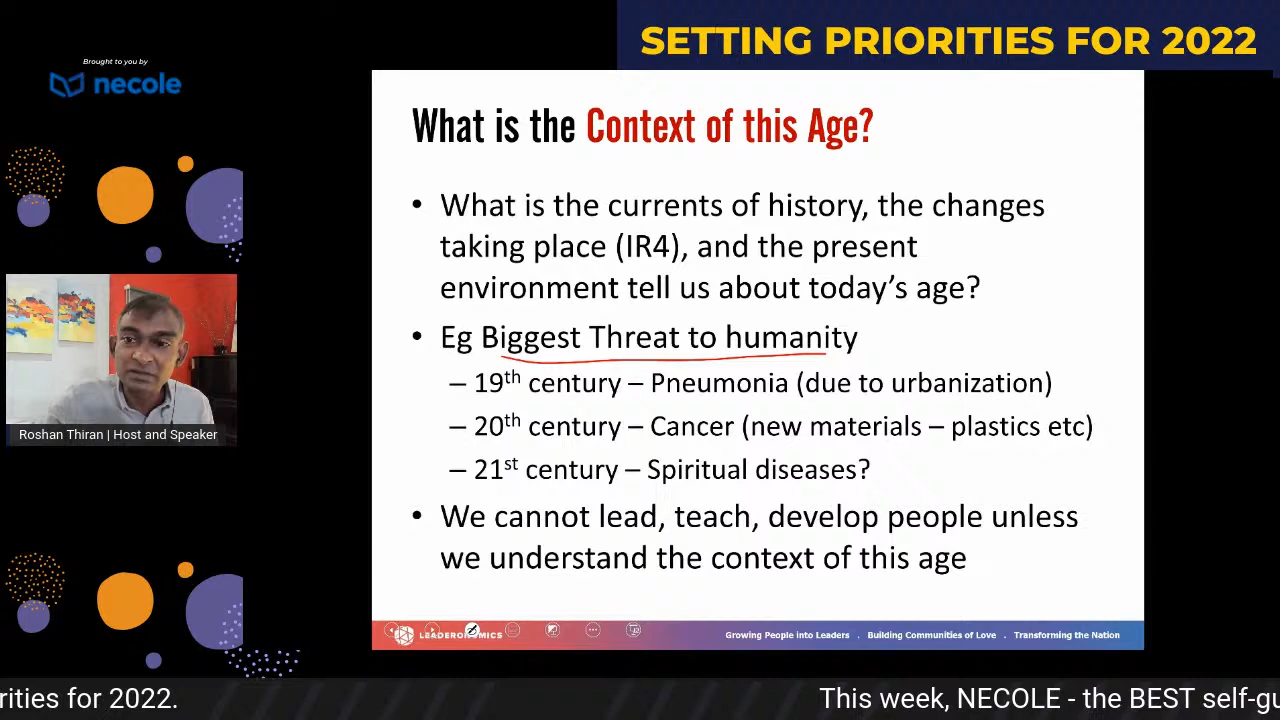 SETTING PRIORITIES FOR 2022
Brought to you by
necole
What is the Context of this Age?
• What is the currents of history, the changes
taking place (IR4), and the present
environment tell us about today's age?
• Eg Biggest Threat to humanity
– 19th century – Pneumonia (due to urbanization)
– 20th century – Cancer (new materials – plastics etc)
– 21st century – Spiritual diseases?
• We cannot lead, teach, develop people unless
we understand the context of this age
Roshan Thiran | Host and Speaker
LEADERONOMICS
Growing People into Leaders . Building Communities of Love . Transforming the Nation
rities for 2022.
This week, NECOLE - the BEST self-gu